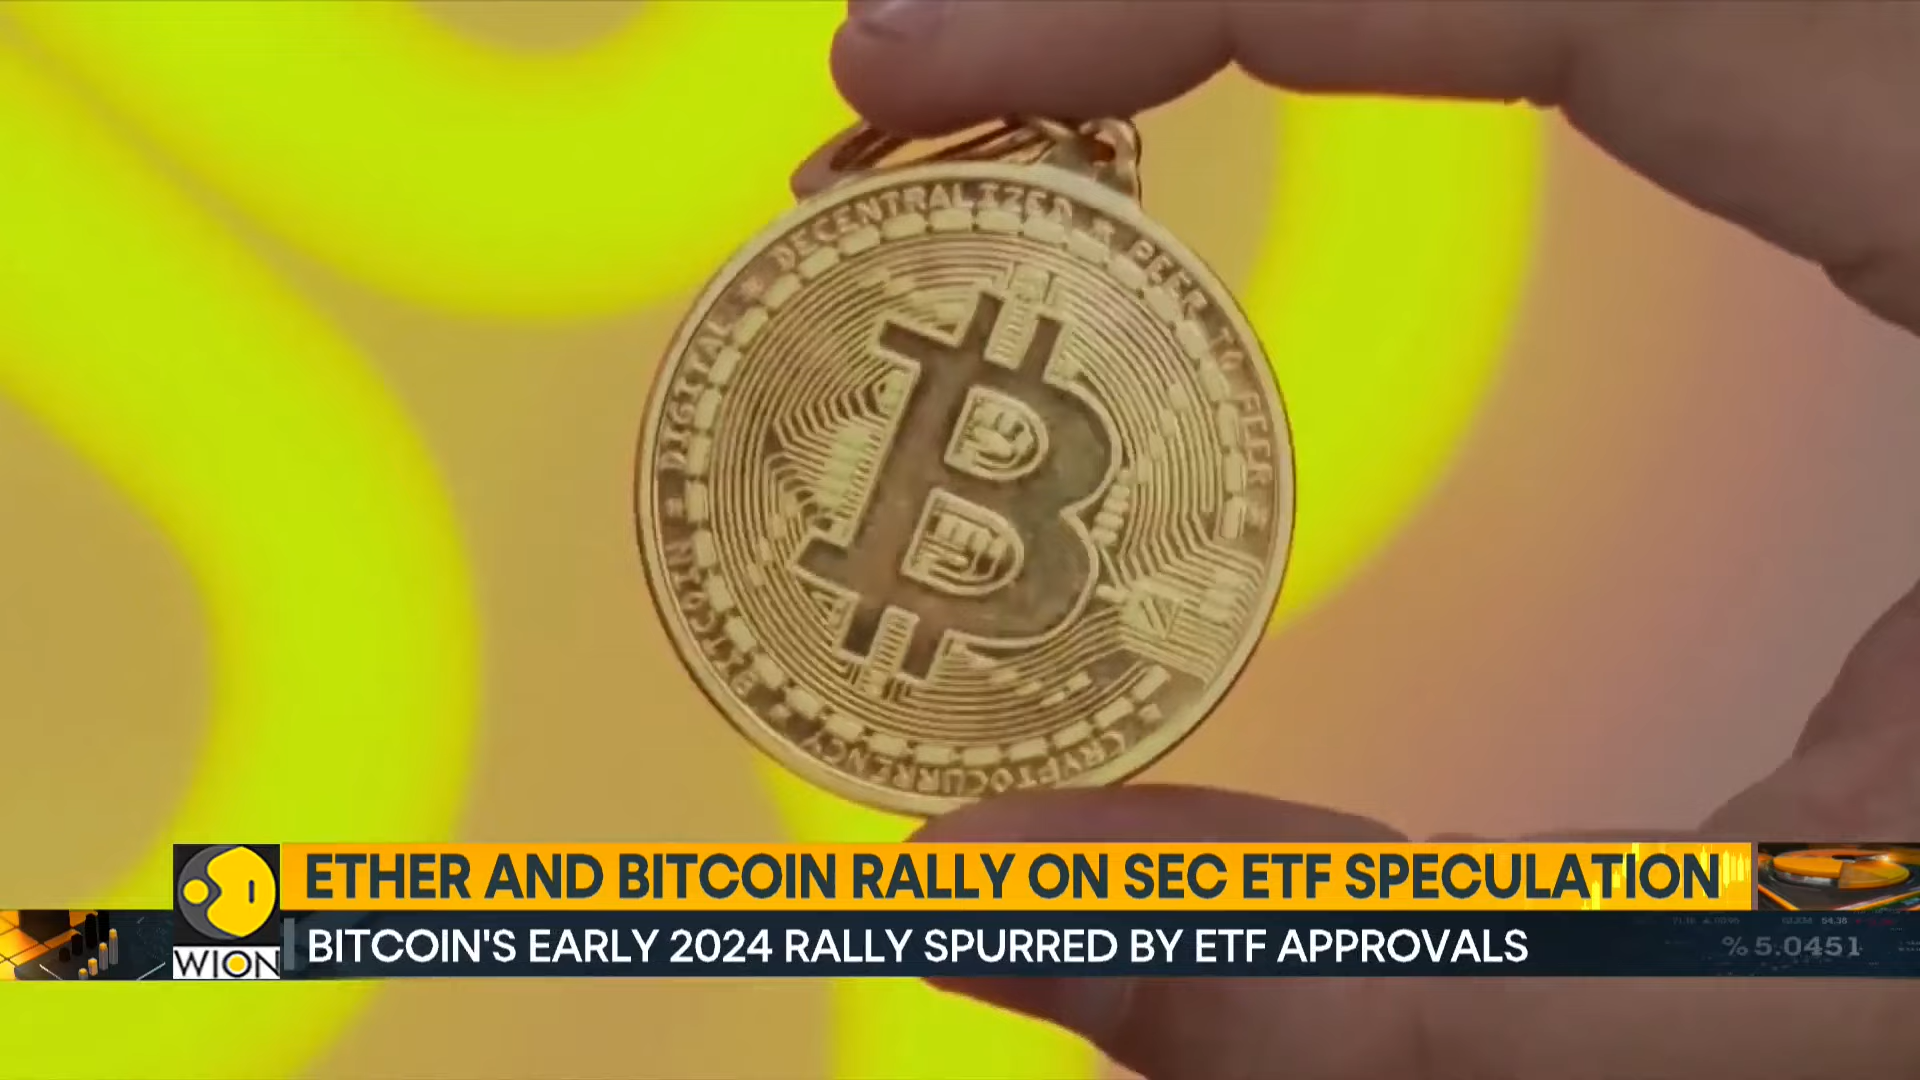 DIGITAL * DECENTRALIZED * PEER TO PEER
BITCOIN
CRYPTOCURRENCY
ETHER AND BITCOIN RALLY ON SEC ETF SPECULATION
WION
BITCOIN'S EARLY 2024 RALLY SPURRED BY ETF APPROVALS
% 5.0451